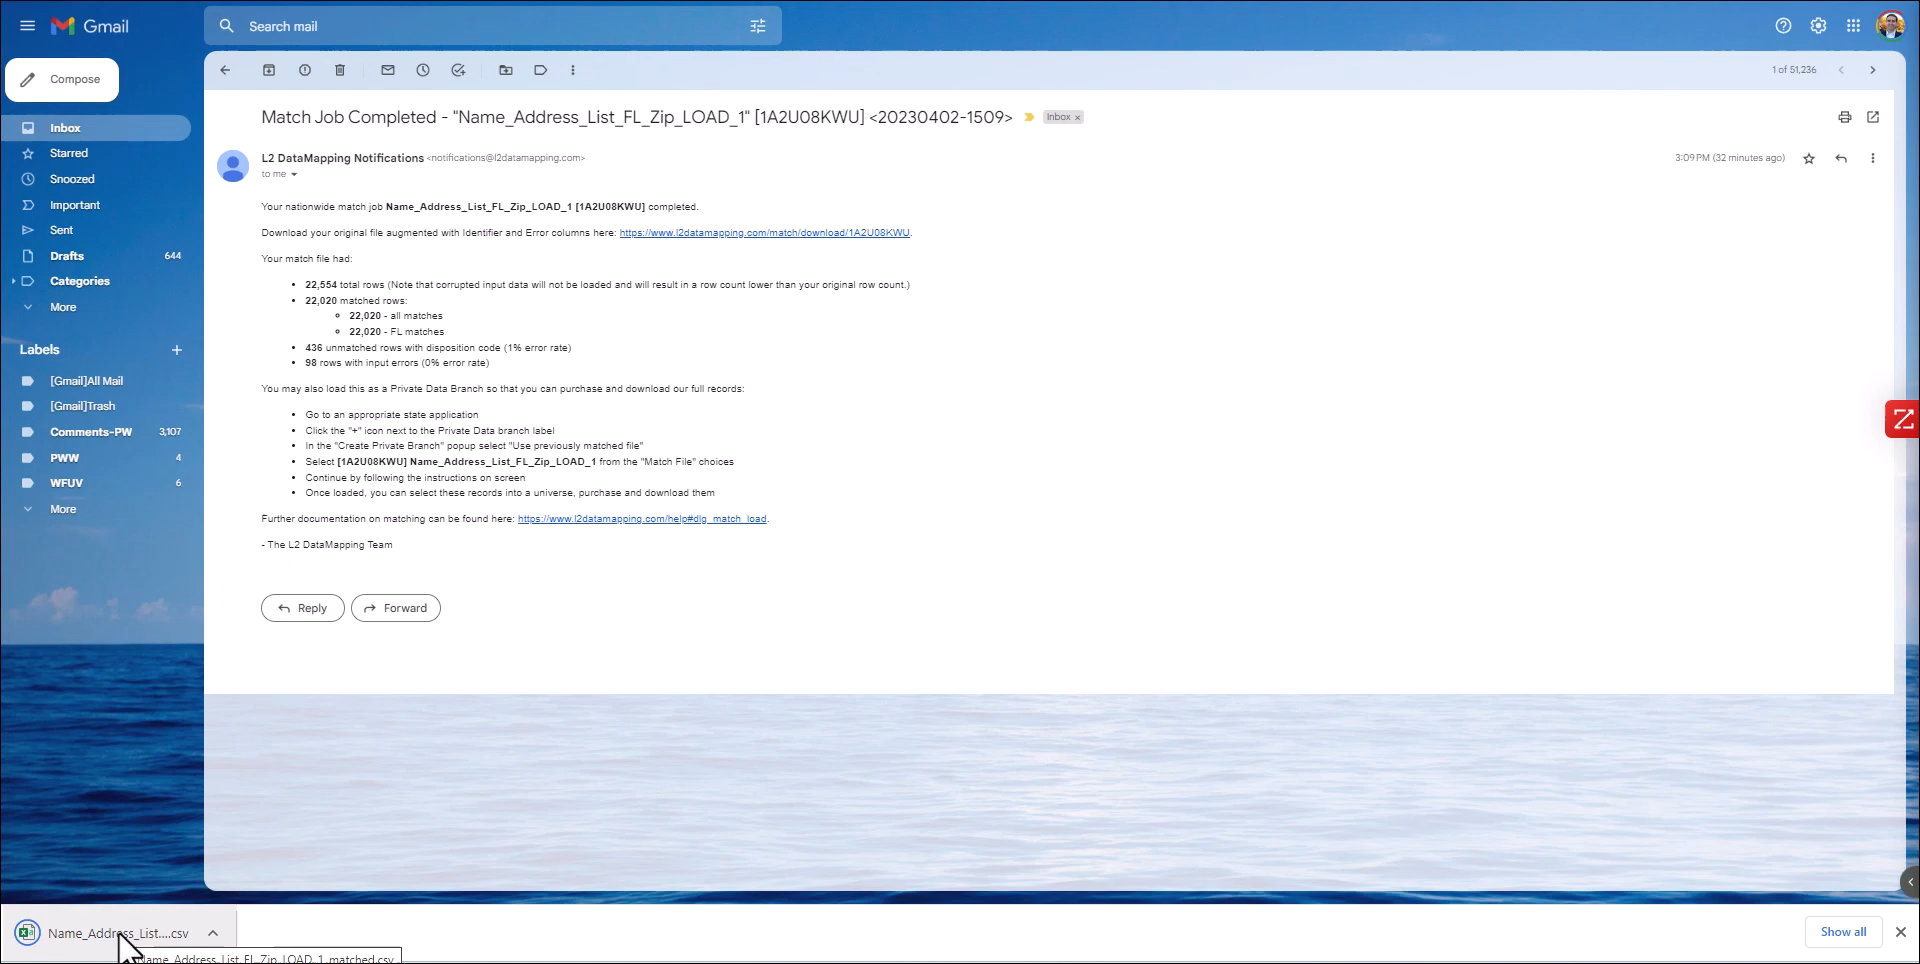 Gmail
Search mail
Compose
1 of 51,236
Inbox
Starred
Snoozed
Important
Sent
Drafts 644
Categories
More
Labels
[Gmail]All Mail
[Gmail]Trash
Comments-PW 3,107
PWW 4
WFUV 6
More
Match Job Completed - "Name_Address_List_FL_Zip_LOAD_1" [1A2U08KWU] <20230402-1509> Inbox x
L2 DataMapping Notifications <notifications@l2datamapping.com> 3:09 PM (32 minutes ago)
to me
Your nationwide match job Name_Address_List_FL_Zip_LOAD_1 [1A2U08KWU] completed.
Download your original file augmented with Identifier and Error columns here: https://www.l2datamapping.com/match/download/1A2U08KWU.
Your match file had:
• 22,554 total rows (Note that corrupted input data will not be loaded and will result in a row count lower than your original row count.)
• 22,020 matched rows:
◦ 22,020 - all matches
◦ 22,020 - FL matches
• 436 unmatched rows with disposition code (1% error rate)
• 98 rows with input errors (0% error rate)
You may also load this as a Private Data Branch so that you can purchase and download our full records:
• Go to an appropriate state application
• Click the "+" icon next to the Private Data branch label
• In the "Create Private Branch" popup select "Use previously matched file"
• Select [1A2U08KWU] Name_Address_List_FL_Zip_LOAD_1 from the "Match File" choices
• Continue by following the instructions on screen
• Once loaded, you can select these records into a universe, purchase and download them
Further documentation on matching can be found here: https://www.l2datamapping.com/help#dlg_match_load.
- The L2 DataMapping Team
Reply
Forward
Name_Address_List....csv
Name_Address_List_FL_Zip_LOAD_1.matched.csv
Show all